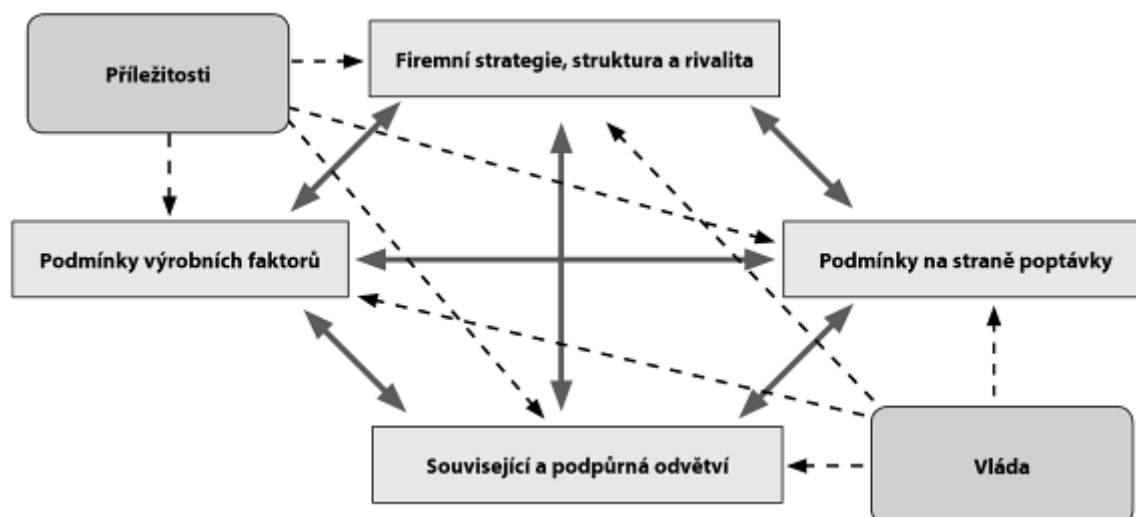 Příležitosti
Firemní strategie, struktura a rivalita
Podmínky výrobních faktorů
Podmínky na straně poptávky
Související a podpůrná odvětví
Vláda